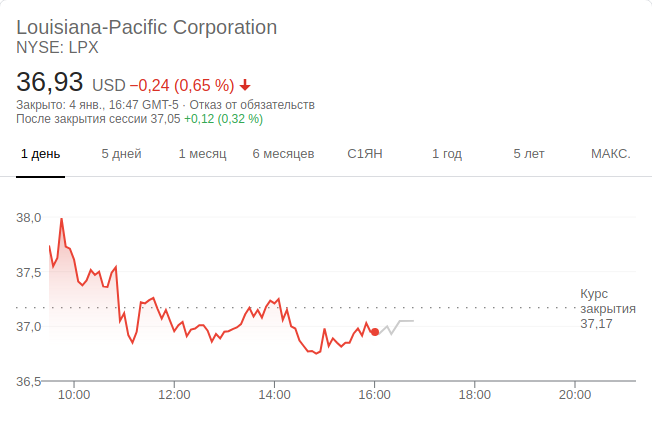 Louisiana-Pacific Corporation
NYSE: LPX
36,93 USD −0,24 (0,65 %)
Закрыто: 4 янв., 16:47 GMT-5 · Отказ от обязательств
После закрытия сессии 37,05 +0,12 (0,32 %)
1 день 5 дней 1 месяц 6 месяцев С1ЯН 1 год 5 лет МАКС.
38,0
37,5
Курс
закрытия
37,17
37,0
36,5
10:00 12:00 14:00 16:00 18:00 20:00